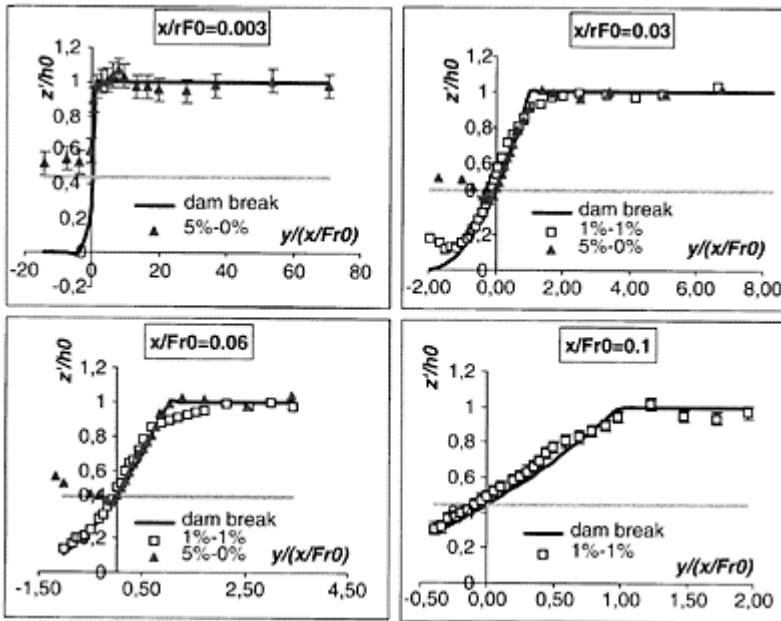 x/rF0=0.003
z'/h0
1,2
1
0,8
0,6
0,4
0,2
0
-0,2
dam break
5%-0%
y/(x/Fr0)
-20 0 20 40 60 80
x/rF0=0.03
z'/h0
1,2
1
0,8
0,6
0,4
0,2
0
dam break
1%-1%
5%-0%
y/(x/Fr0)
-2,00 0,00 2,00 4,00 6,00 8,00
x/Fr0=0.06
z'/h0
1,2
1
0,8
0,6
0,4
0,2
0
dam break
1%-1%
5%-0%
y/(x/Fr0)
-1,50 0,50 2,50 4,50
x/Fr0=0.1
z'/h0
1,2
1
0,8
0,6
0,4
0,2
0
dam break
1%-1%
y/(x/Fr0)
-0,50 0,00 0,50 1,00 1,50 2,00